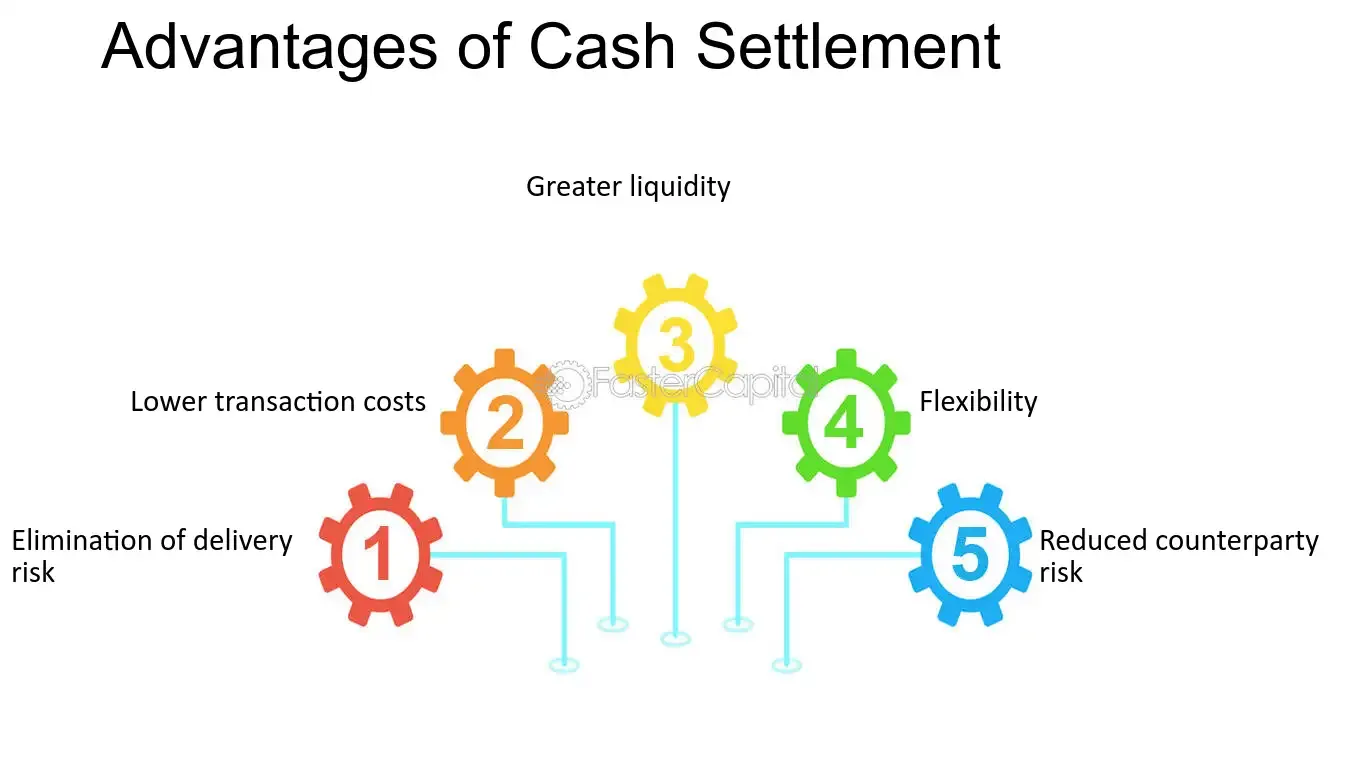 Advantages of Cash Settlement
Greater liquidity
3
FasterCapital
Lower transaction costs
2
4
Flexibility
Elimination of delivery
risk
1
5
Reduced counterparty
risk